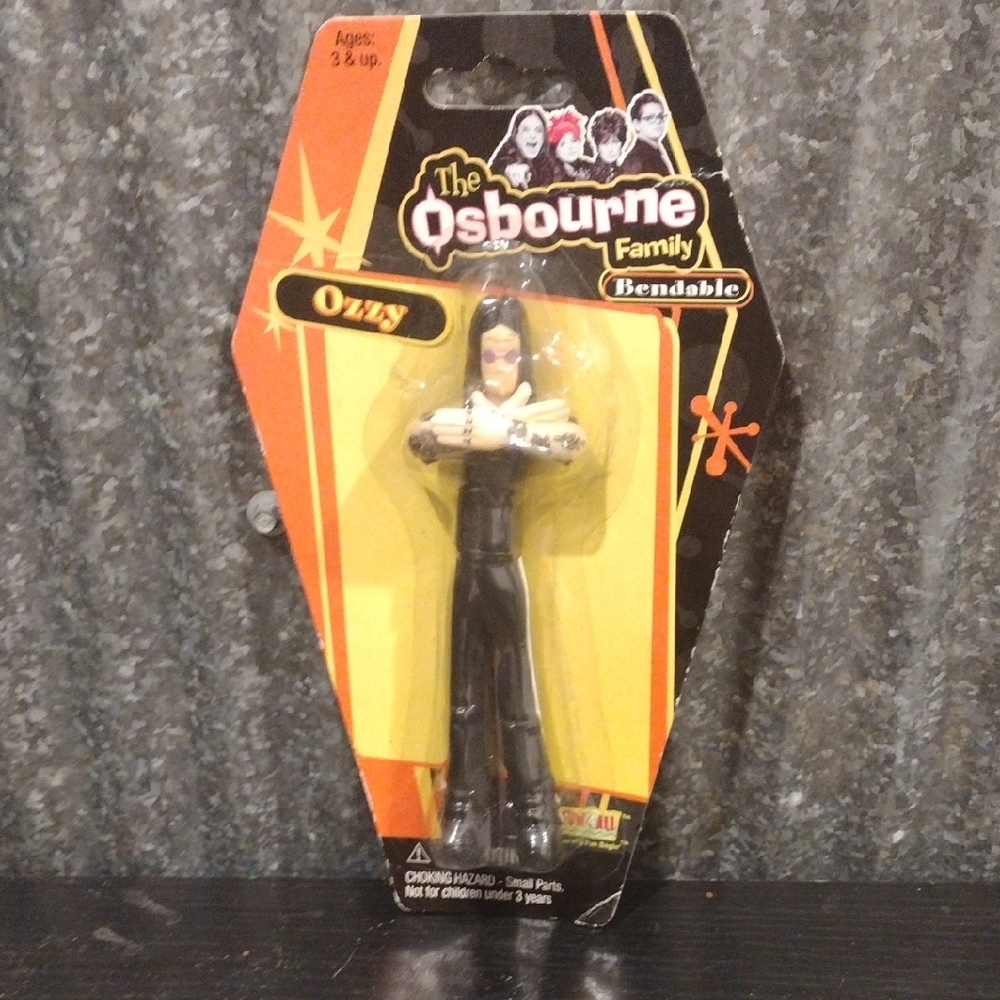 Ages:
3 & up.
The
Osbourne
Family
Bendable
Ozzy
CHOKING HAZARD - Small Parts.
Not for children under 3 years